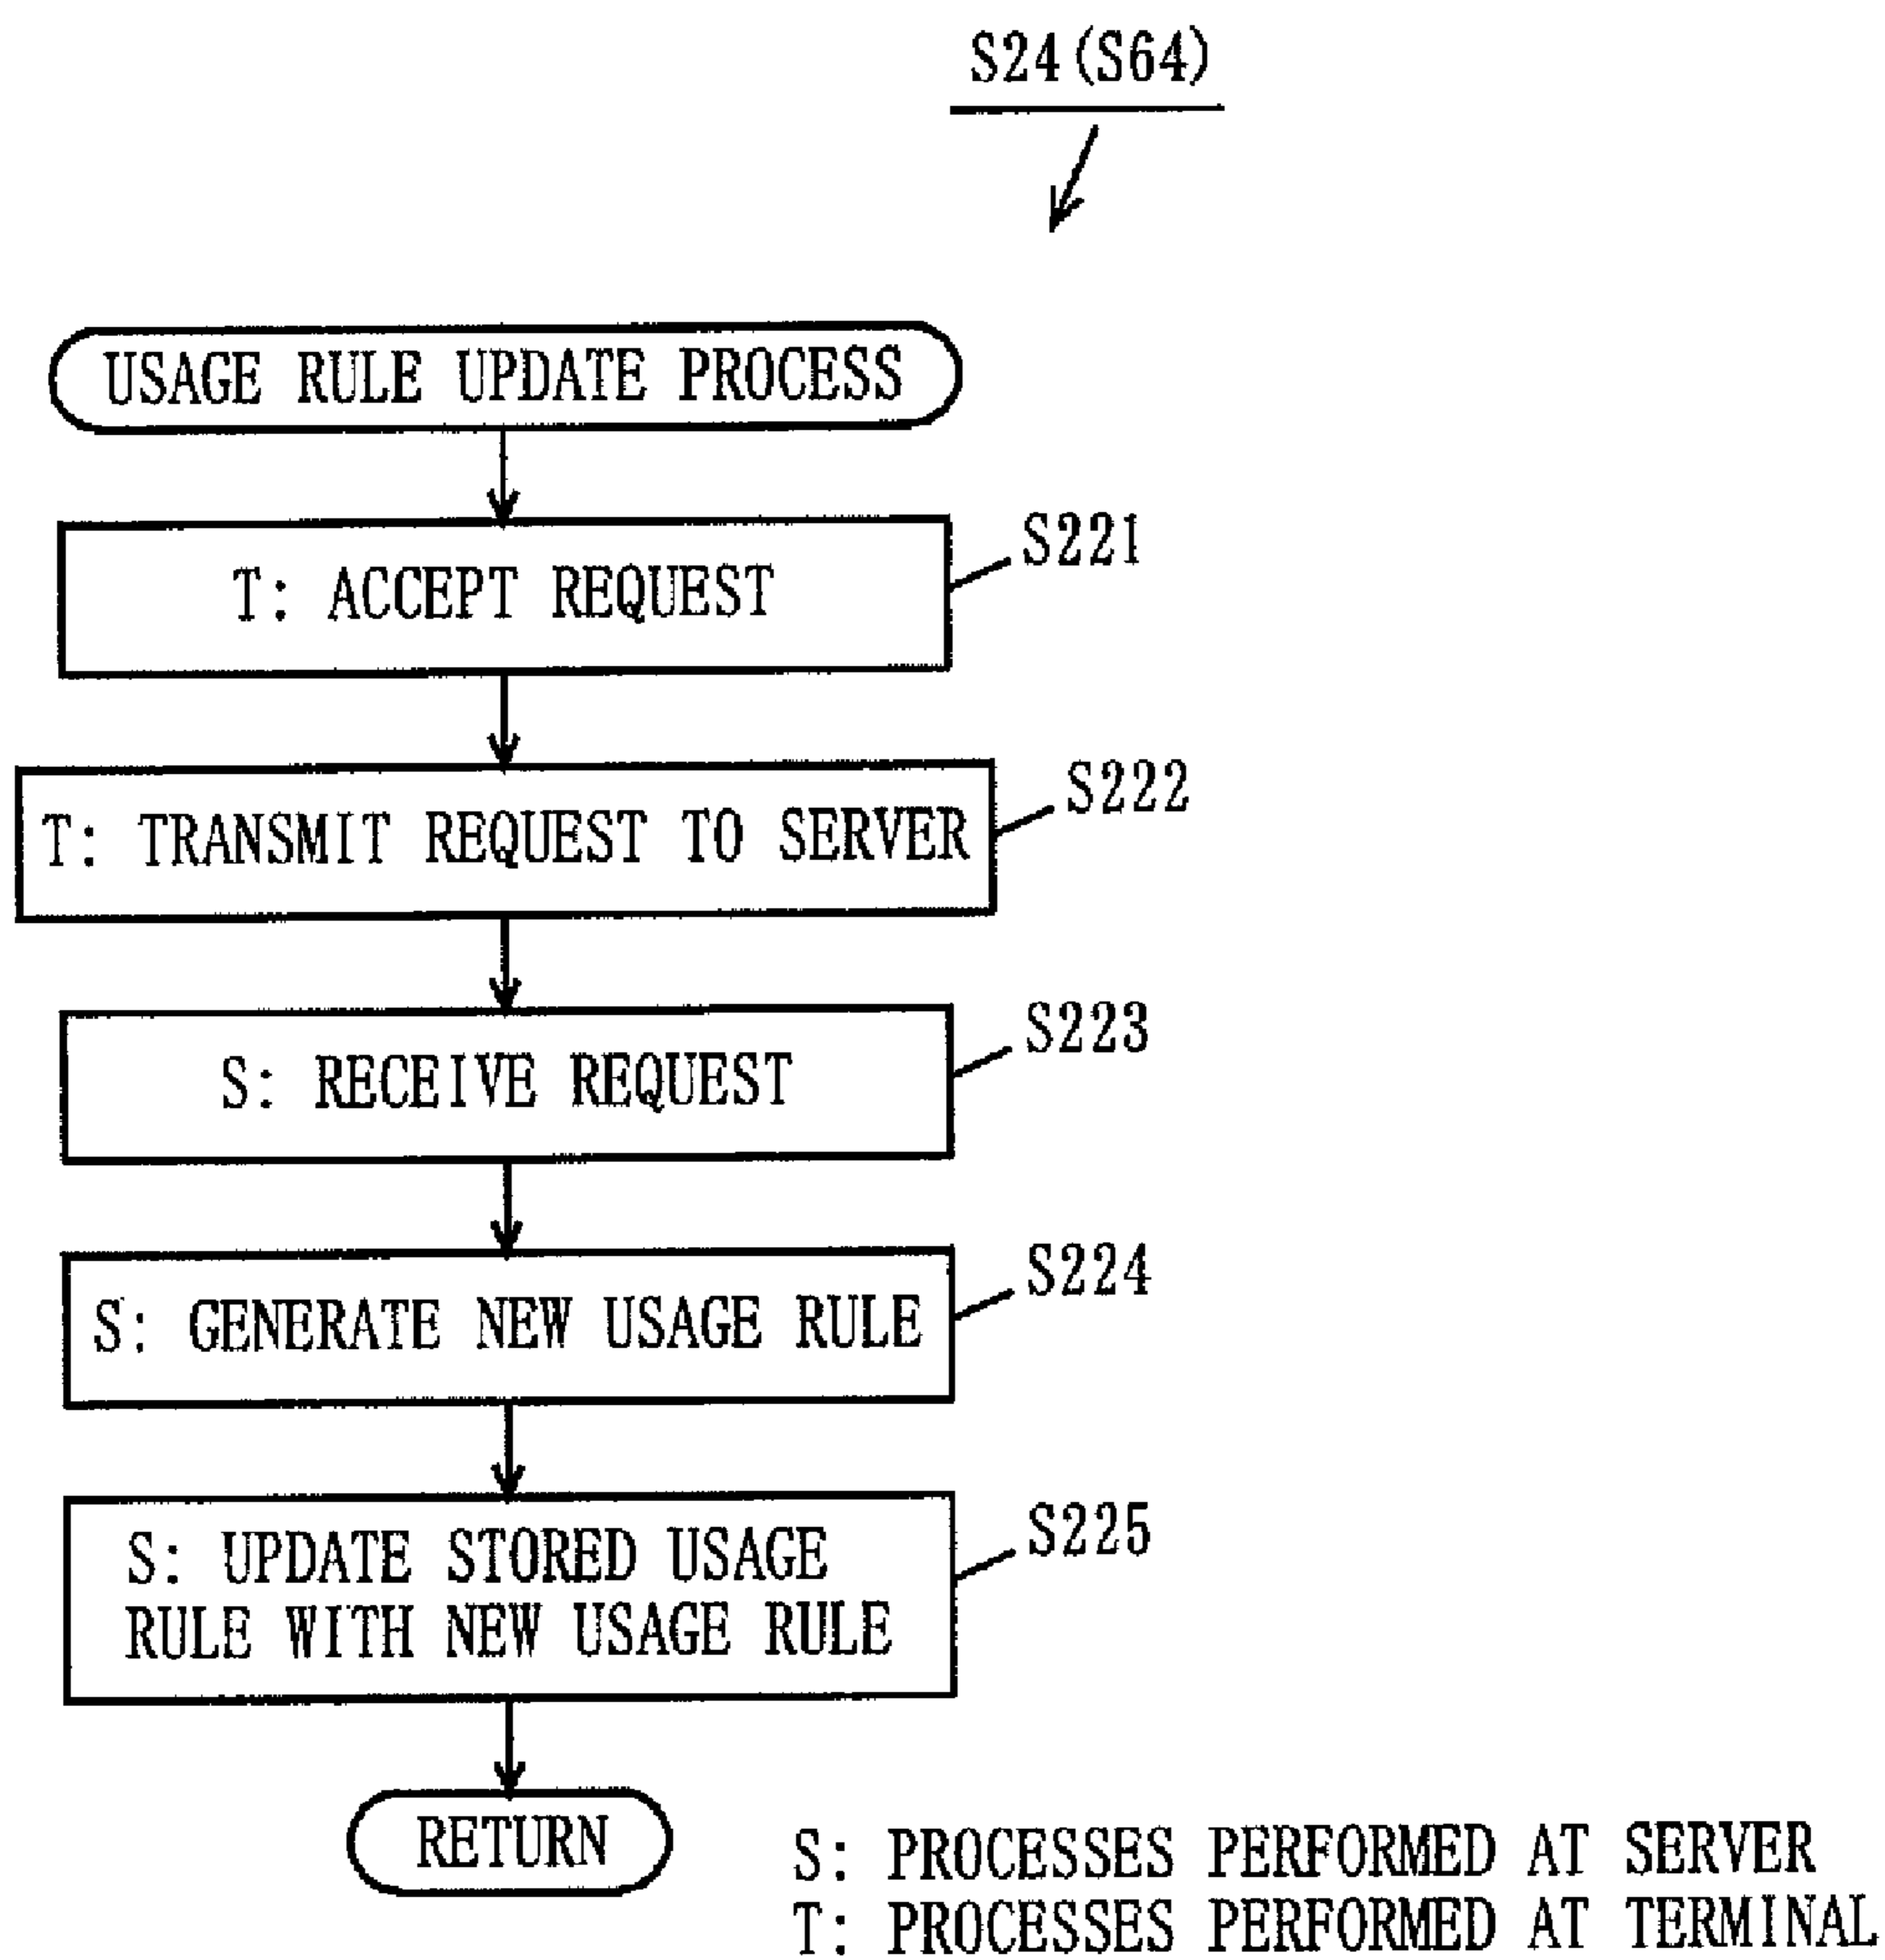 S24(S64)
USAGE RULE UPDATE PROCESS
T: ACCEPT REQUEST
S221
T: TRANSMIT REQUEST TO SERVER
S222
S: RECEIVE REQUEST
S223
S: GENERATE NEW USAGE RULE
S224
S: UPDATE STORED USAGE
RULE WITH NEW USAGE RULE
S225
RETURN
S: PROCESSES PERFORMED AT SERVER
T: PROCESSES PERFORMED AT TERMINAL